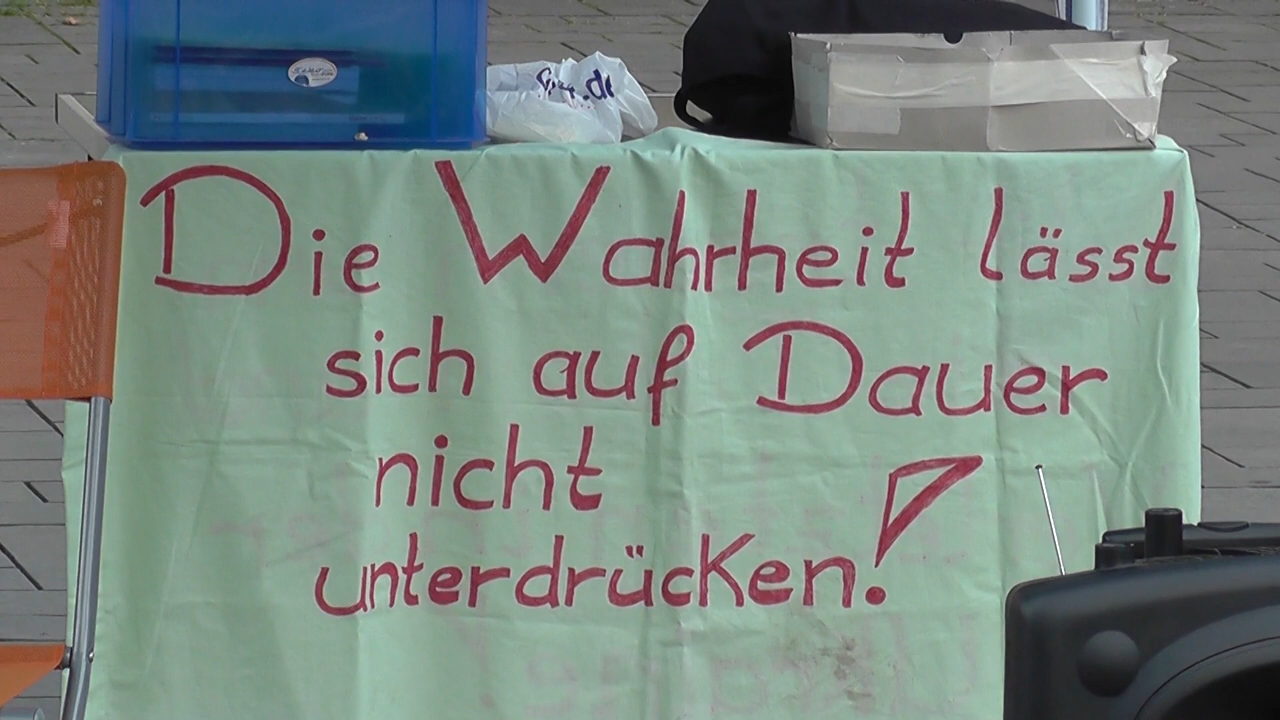 Die Wahrheit lässt
sich auf Dauer
nicht
unterdrücken!